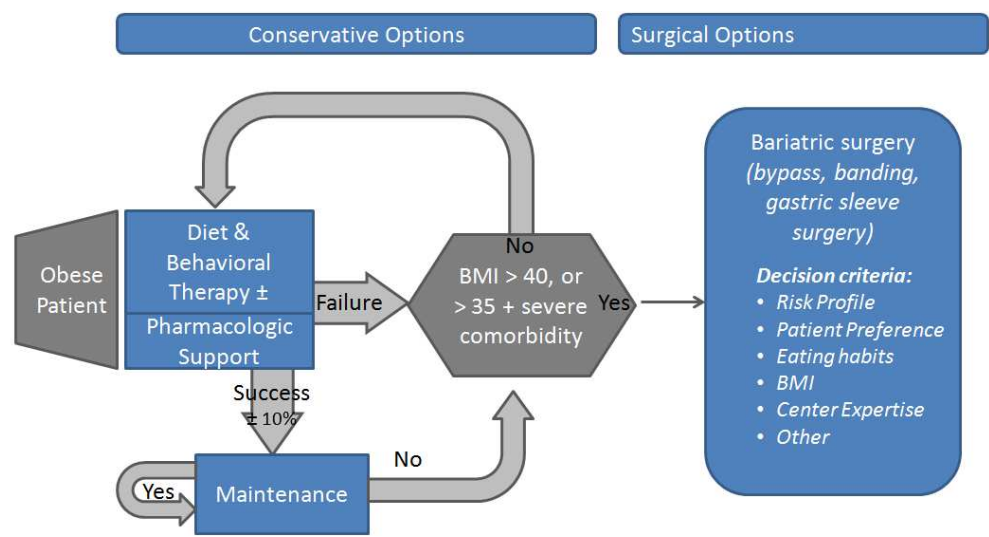 Conservative Options
Surgical Options
Obese
Patient
Diet &
Behavioral
Therapy ±
Pharmacologic
Support
Failure
Success
± 10%
Yes
Maintenance
No
No
BMI > 40, or
> 35 + severe
comorbidity
Yes
Bariatric surgery
(bypass, banding,
gastric sleeve
surgery)
Decision criteria:
• Risk Profile
• Patient Preference
• Eating habits
• BMI
• Center Expertise
• Other